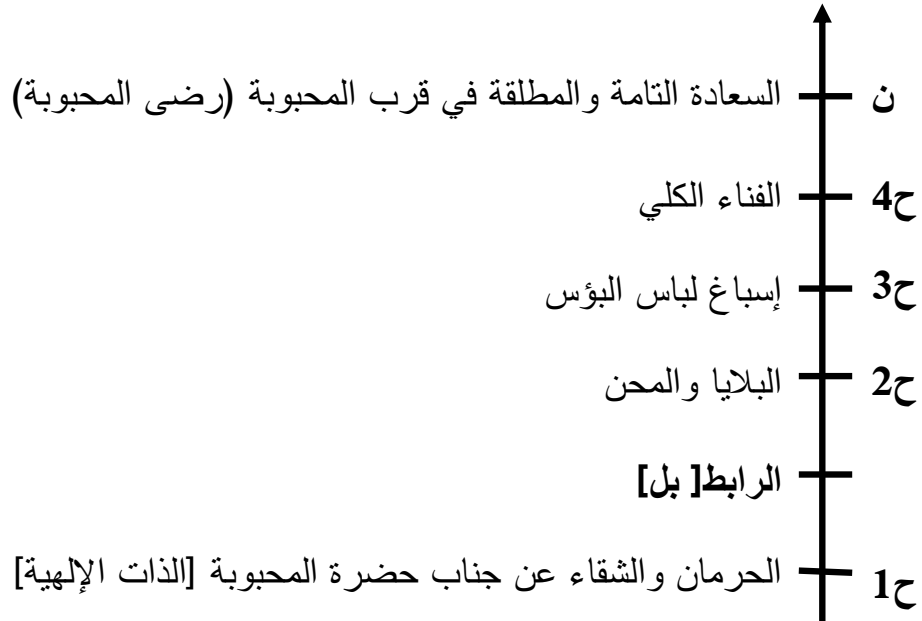 ن السعادة التامة والمطلقة في قرب المحبوبة (رضى المحبوبة)
ح4 الفناء الكلي
ح3 إسباغ لباس البؤس
ح2 البلايا والمحن
الرابط[ بل]
ح1 الحرمان والشقاء عن جناب حضرة المحبوبة [الذات الإلهية]